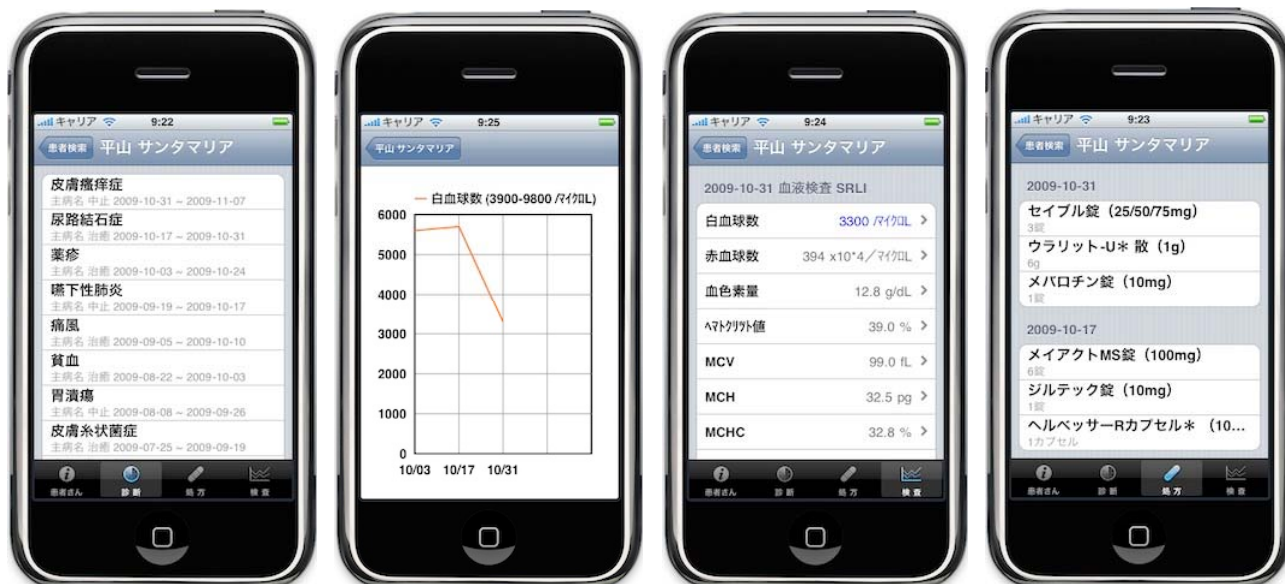 キャリア 9:22
患者検索 平山 サンタマリア
皮膚瘙痒症
主病名 中止 2009-10-31 ~ 2009-11-07
尿路結石症
主病名 治癒 2009-10-17 ~ 2009-10-31
薬疹
主病名 治癒 2009-10-03 ~ 2009-10-24
嚥下性肺炎
主病名 中止 2009-09-19 ~ 2009-10-17
痛風
主病名 治癒 2009-09-05 ~ 2009-10-10
貧血
主病名 治癒 2009-08-22 ~ 2009-10-03
胃潰瘍
主病名 中止 2009-08-08 ~ 2009-09-26
皮膚糸状菌症
主病名 治癒 2009-07-25 ~ 2009-09-19
患者さん 診断 処方 検査
キャリア 9:25
平山 サンタマリア
白血球数 (3900-9800 /マイクロL)
6000
5000
4000
3000
2000
1000
0
10/03 10/17 10/31
キャリア 9:24
患者検索 平山 サンタマリア
2009-10-31 血液検査 SRLI
白血球数 3300 /マイクロL
赤血球数 394 x10*4／マイクロL
血色素量 12.8 g/dL
ヘマトクリット値 39.0 %
MCV 99.0 fL
MCH 32.5 pg
MCHC 32.8 %
患者さん 診断 処方 検査
キャリア 9:23
患者検索 平山 サンタマリア
2009-10-31
セイブル錠（25/50/75mg）
3錠
ウラリット-U＊ 散（1g）
6g
メバロチン錠（10mg）
1錠
2009-10-17
メイアクトMS錠（100mg）
6錠
ジルテック錠（10mg）
1錠
ヘルベッサーRカプセル＊ （10...
1カプセル
患者さん 診断 処方 検査